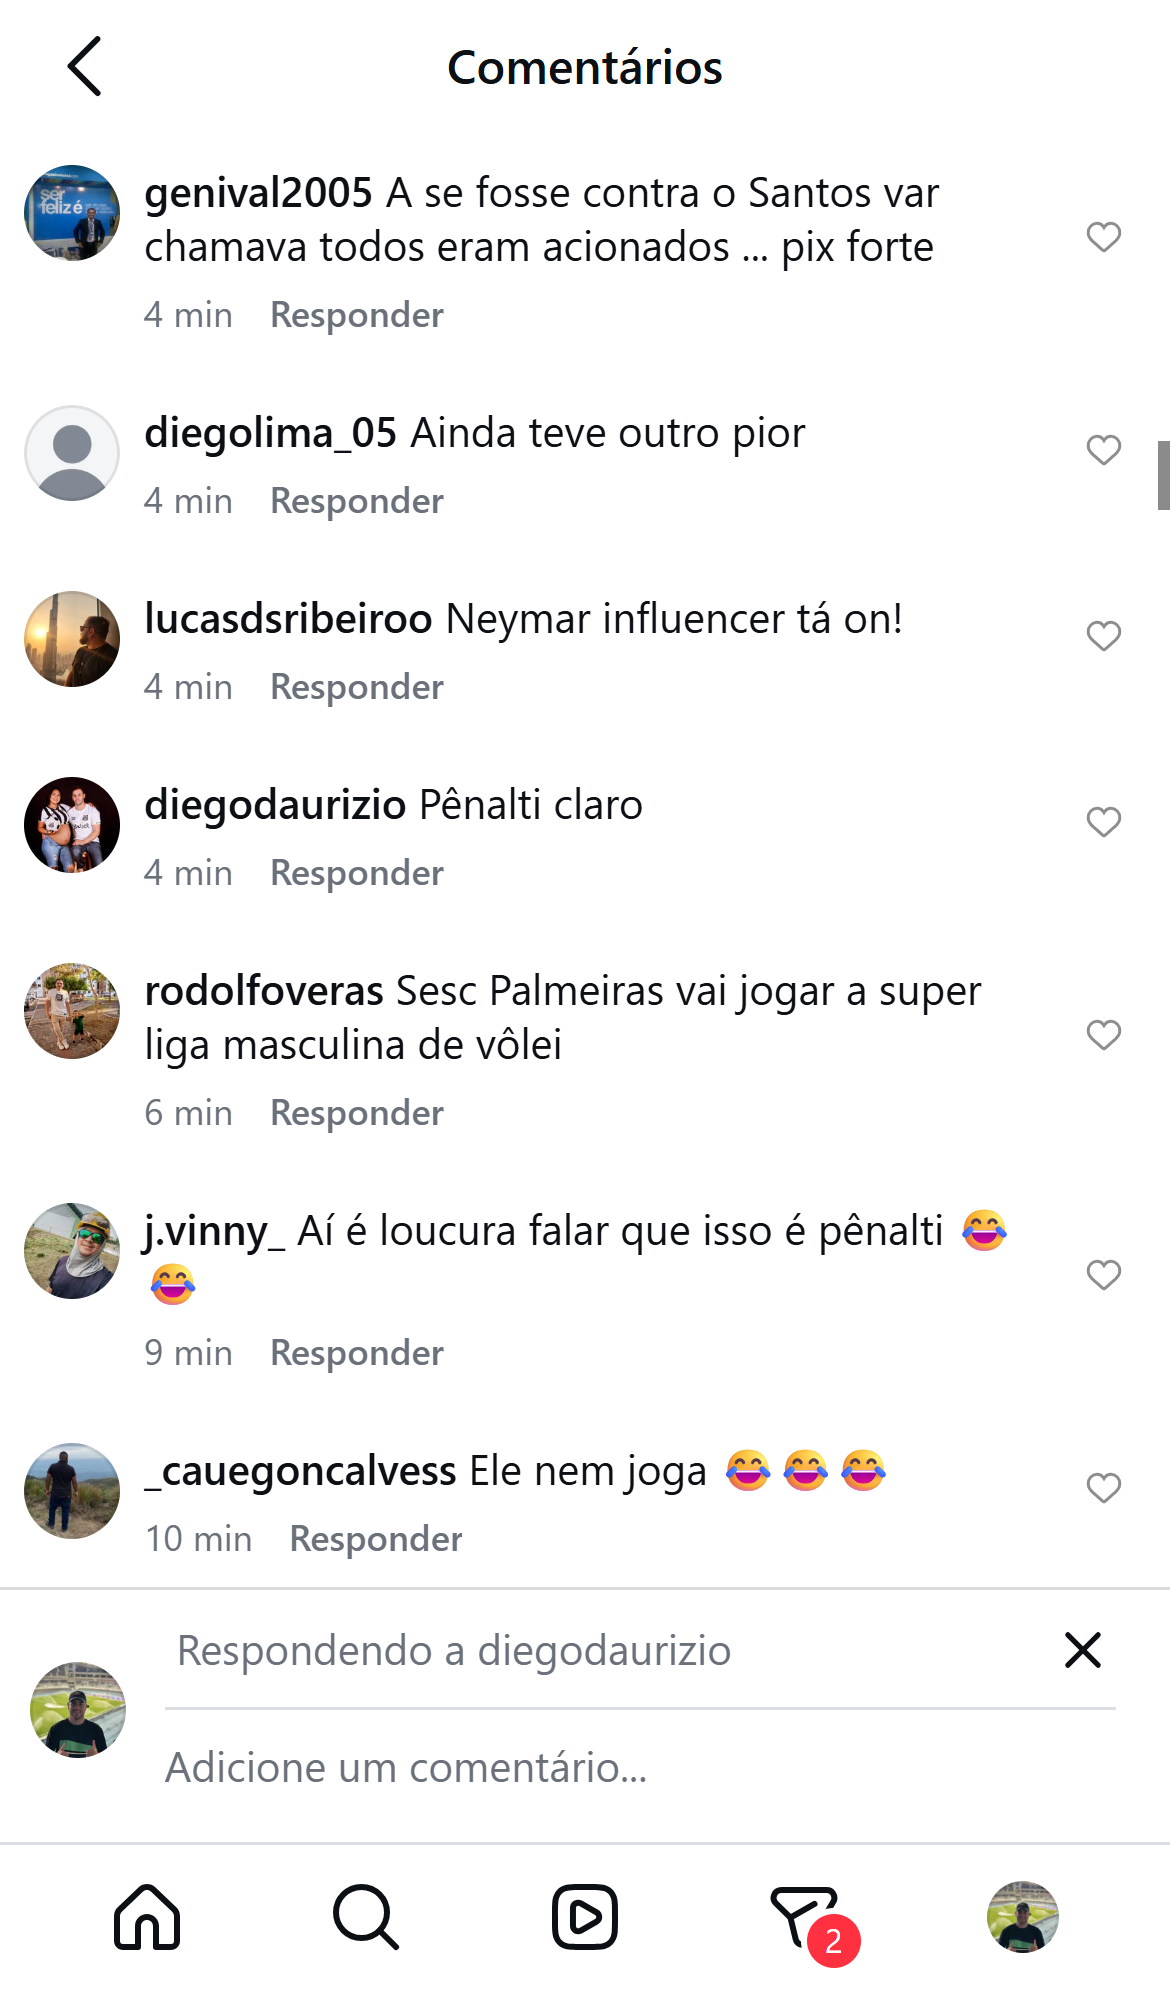 Comentários
ser
feliz é
genival2005 A se fosse contra o Santos var
chamava todos eram acionados ... pix forte
4 min Responder
diegolima_05 Ainda teve outro pior
4 min Responder
lucasdsribeiroo Neymar influencer tá on!
4 min Responder
diegodaurizio Pênalti claro
4 min Responder
rodolfoveras Sesc Palmeiras vai jogar a super
liga masculina de vôlei
6 min Responder
j.vinny_ Aí é loucura falar que isso é pênalti 😂
😂
9 min Responder
_cauegoncalvess Ele nem joga 😂😂😂
10 min Responder
Respondendo a diegodaurizio
Adicione um comentário...
2